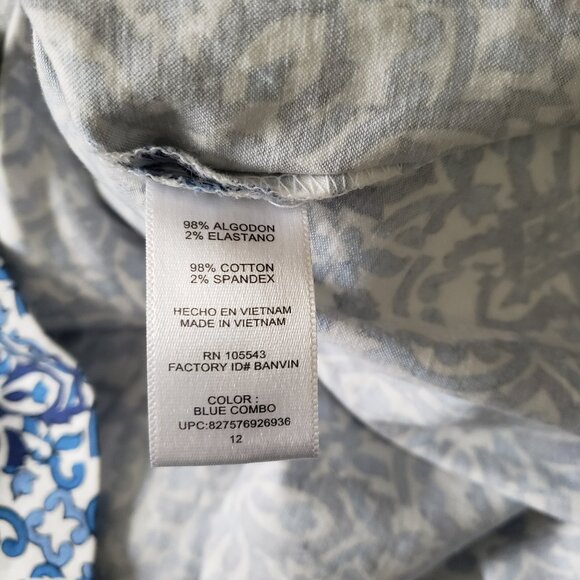 98% ALGODON
2% ELASTANO
98% COTTON
2% SPANDEX
HECHO EN VIETNAM
MADE IN VIETNAM
RN 105543
FACTORY ID# BANVIN
COLOR :
BLUE COMBO
UPC:827576926936
12